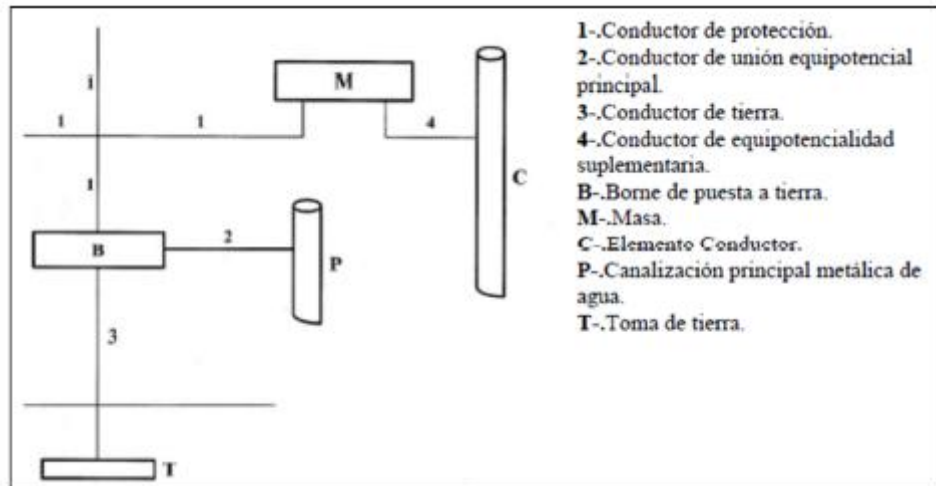 1
M
1
1
4
C
1
B
2
P
3
T
1-.Conductor de protección.
2-.Conductor de unión equipotencial
principal.
3-.Conductor de tierra.
4-.Conductor de equipotencialidad
suplementaria.
B-.Borne de puesta a tierra.
M-.Masa.
C-.Elemento Conductor.
P-.Canalización principal metálica de
agua.
T-.Toma de tierra.